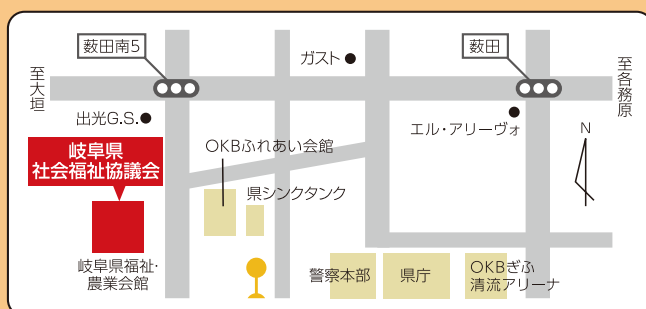 薮田南5
ガスト
薮田
至大垣
至各務原
出光G.S.
エル・アリーヴォ
N
岐阜県
社会福祉協議会
OKBふれあい会館
県シンクタンク
岐阜県福祉・
農業会館
警察本部
県庁
OKBぎふ
清流アリーナ